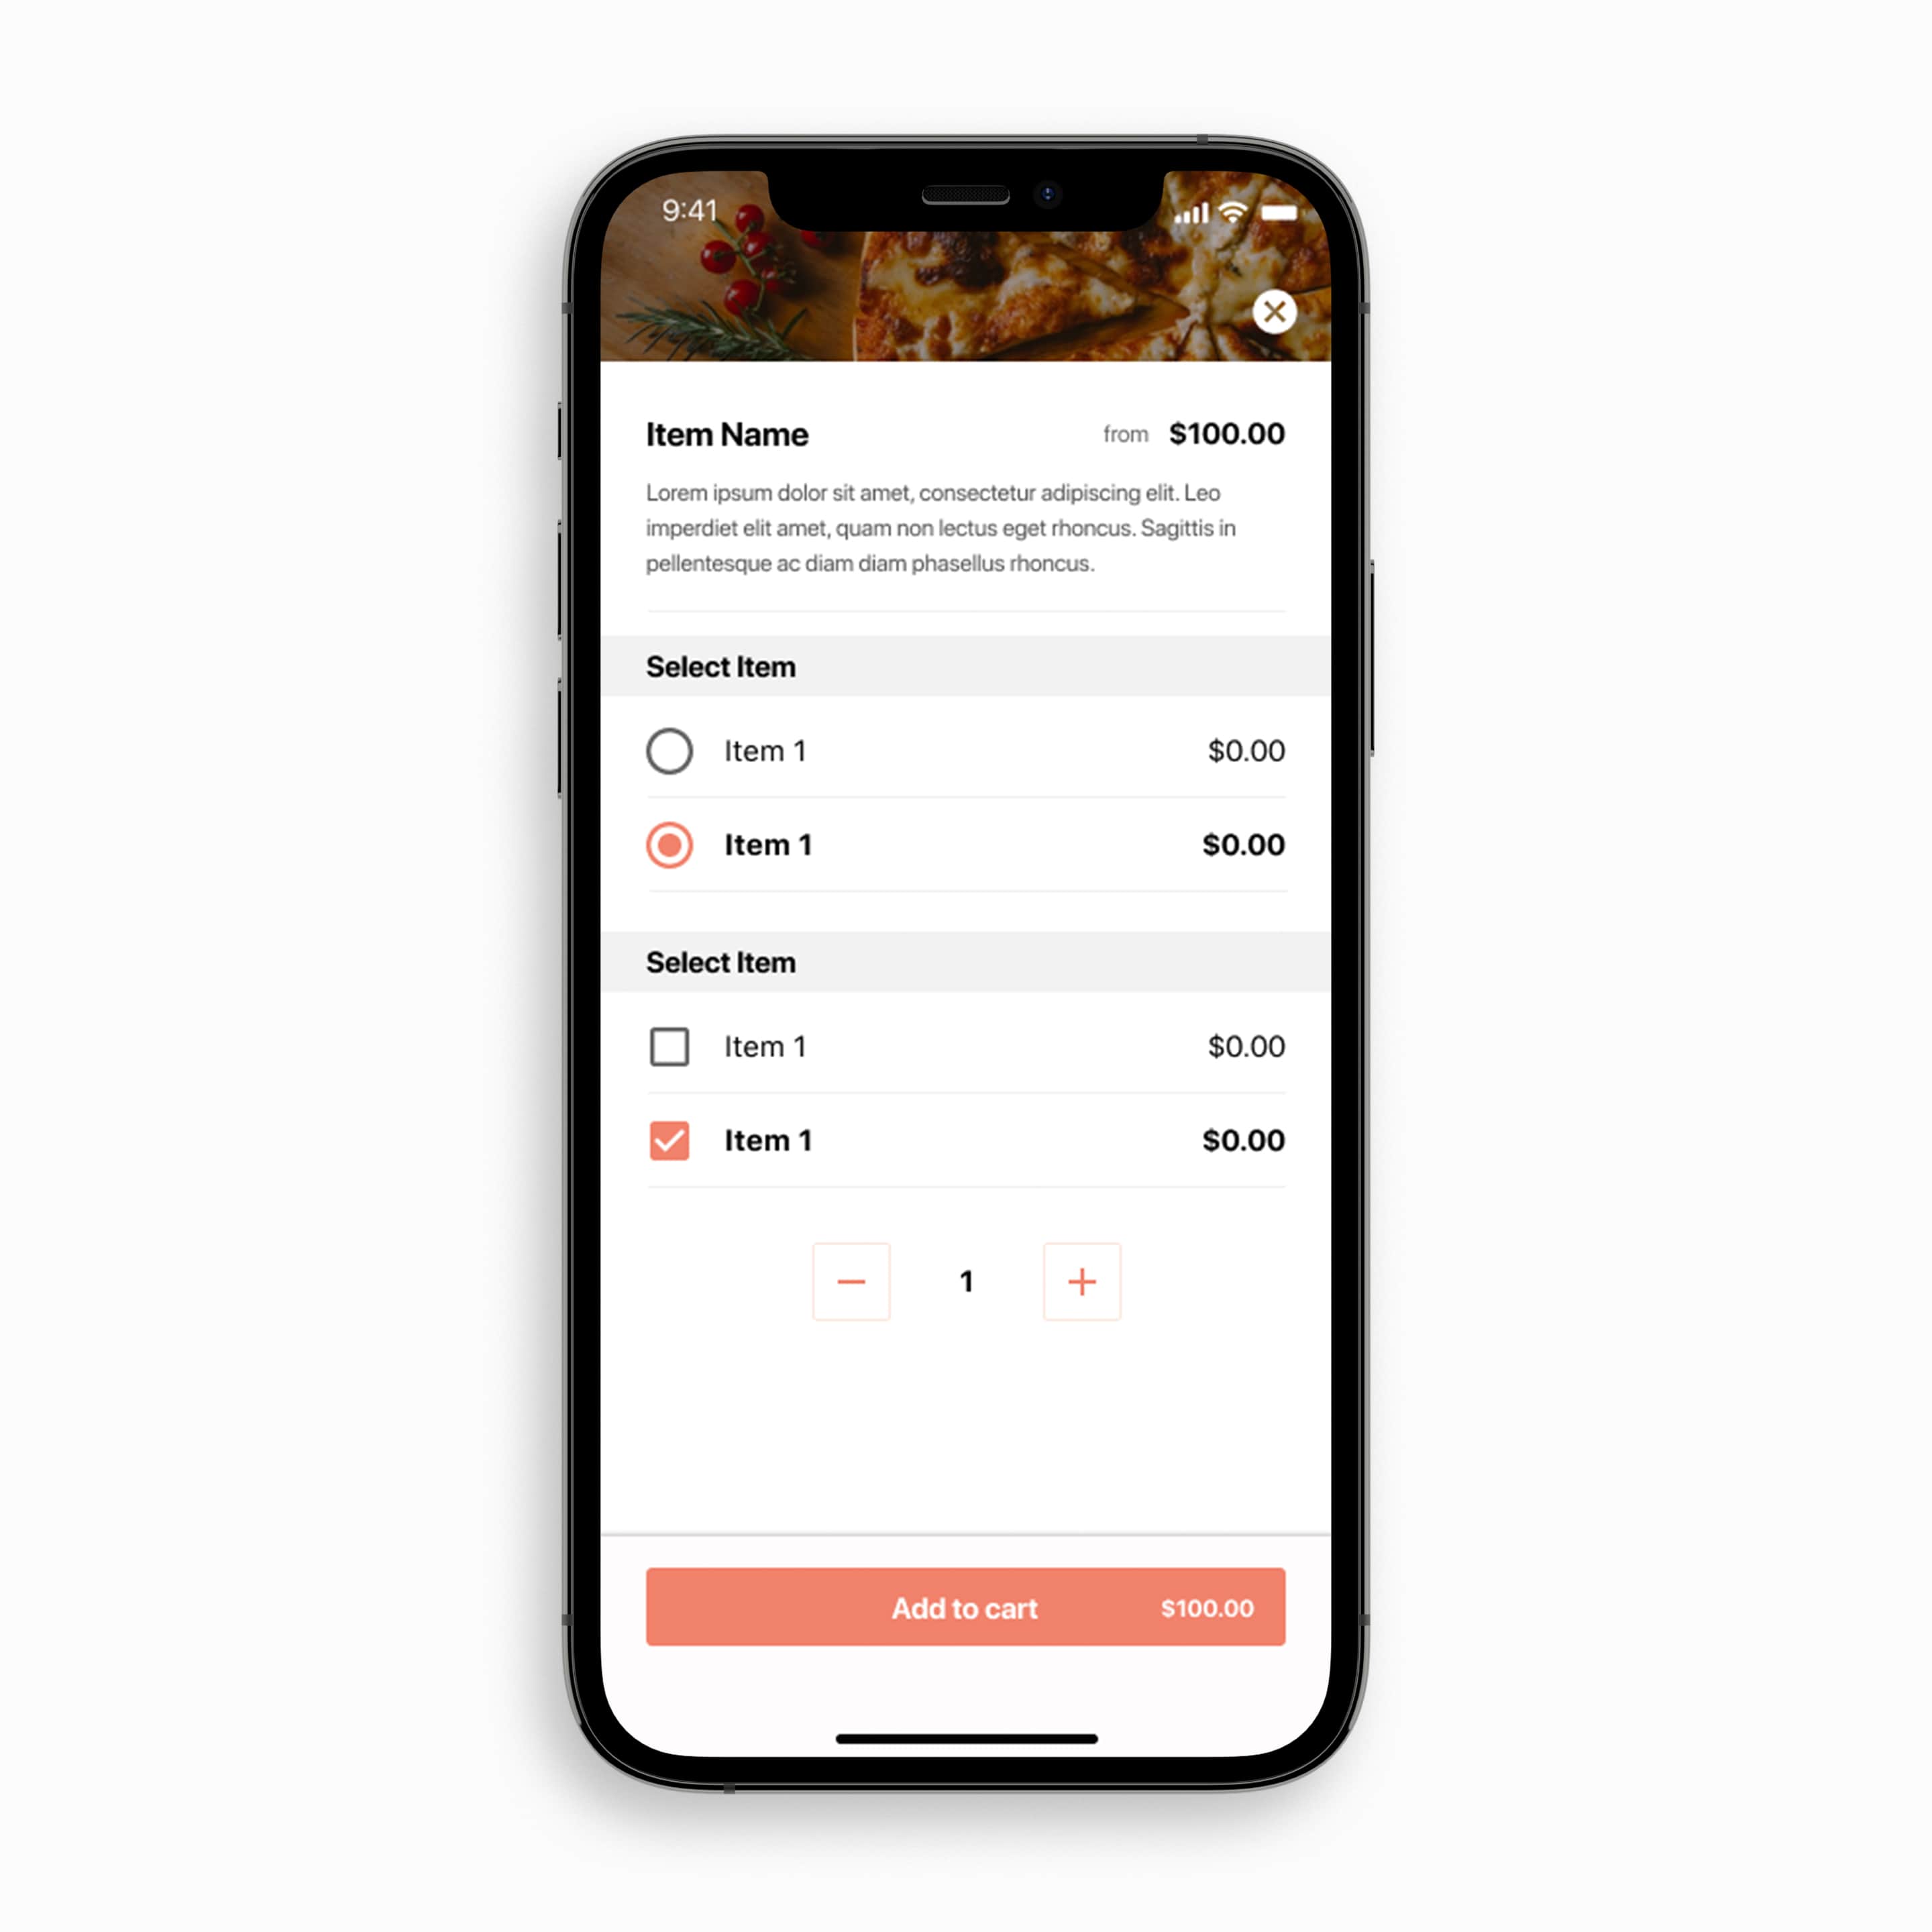 9:41
Item Name from $100.00
Lorem ipsum dolor sit amet, consectetur adipiscing elit. Leo
imperdiet elit amet, quam non lectus eget rhoncus. Sagittis in
pellentesque ac diam diam phasellus rhoncus.
Select Item
Item 1 $0.00
Item 1 $0.00
Select Item
Item 1 $0.00
Item 1 $0.00
1
Add to cart $100.00